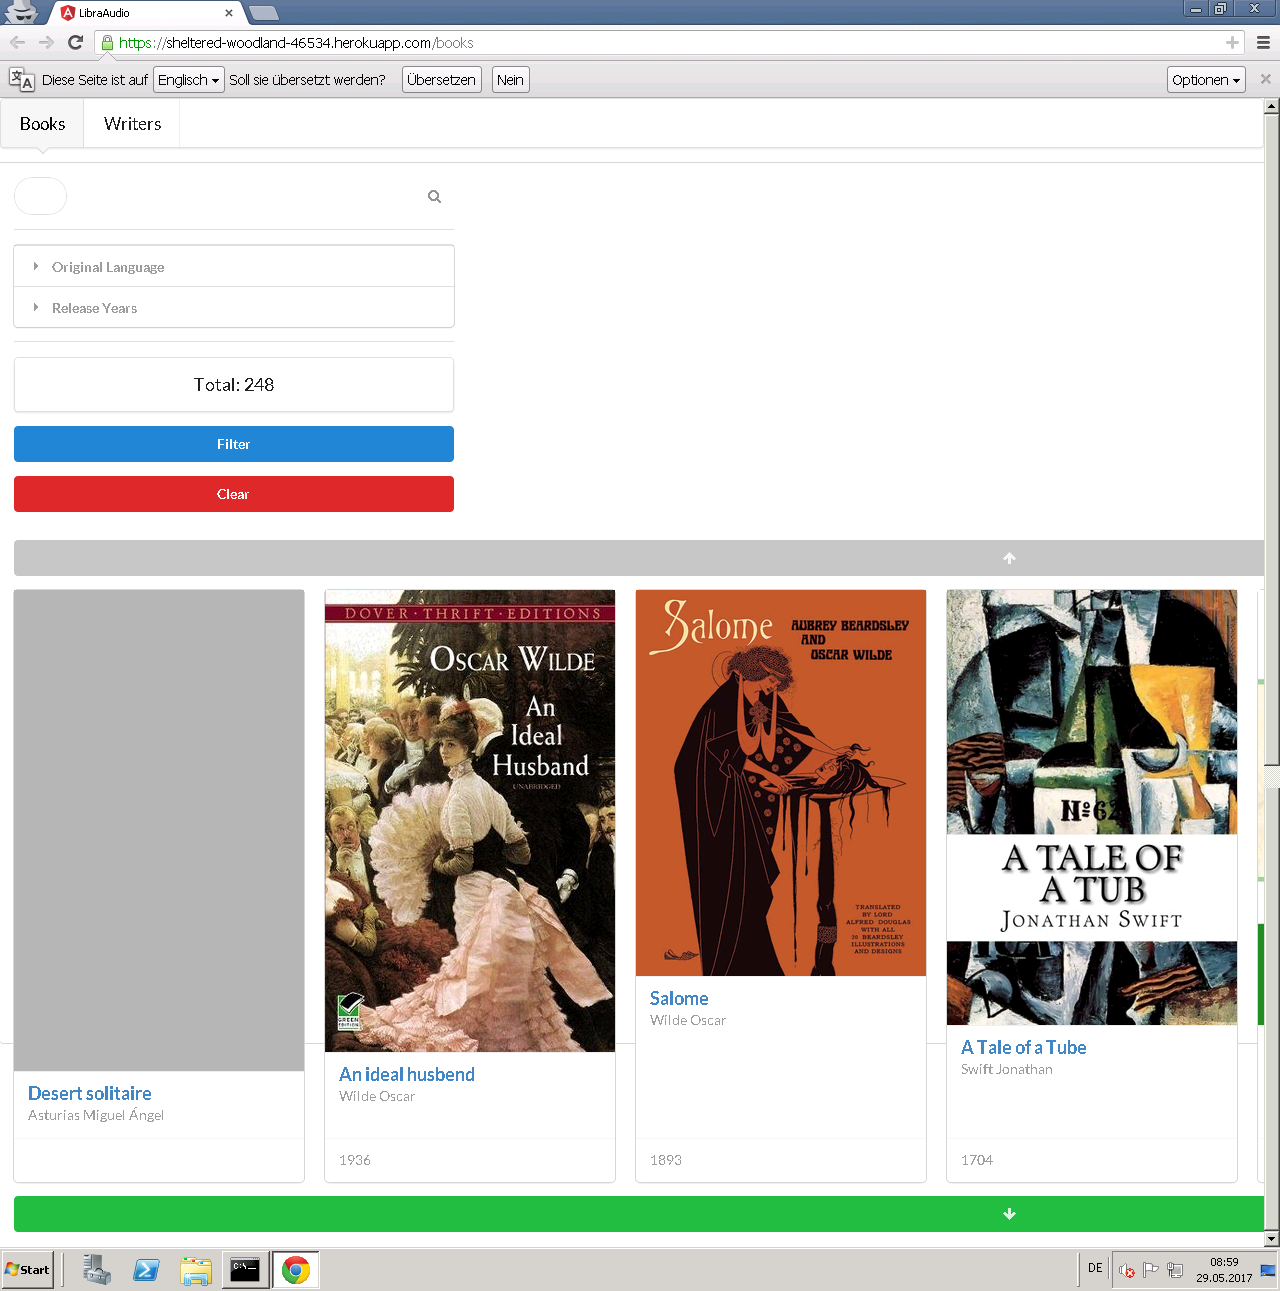 LibraAudio
https://sheltered-woodland-46534.herokuapp.com/books
Diese Seite ist auf Englisch Soll sie übersetzt werden? Übersetzen Nein Optionen
Books Writers
Original Language
Release Years
Total: 248
Filter
Clear
DOVER · THRIFT · EDITIONS
OSCAR WILDE
An
Ideal
Husband
UNABRIDGED
GREEN
EDITION
Salome
AUBREY BEARDSLEY
AND
OSCAR WILDE
TRANSLATED
BY LORD
ALFRED DOUGLAS
WITH ALL
20 BEARDSLEY
ILLUSTRATIONS
AND DESIGNS
Nº62
A TALE OF
A TUB
JONATHAN SWIFT
Desert solitaire
Asturias Miguel Ángel
An ideal husbend
Wilde Oscar
1936
Salome
Wilde Oscar
1893
A Tale of a Tube
Swift Jonathan
1704
Start
C:\
DE
08:59
29.05.2017